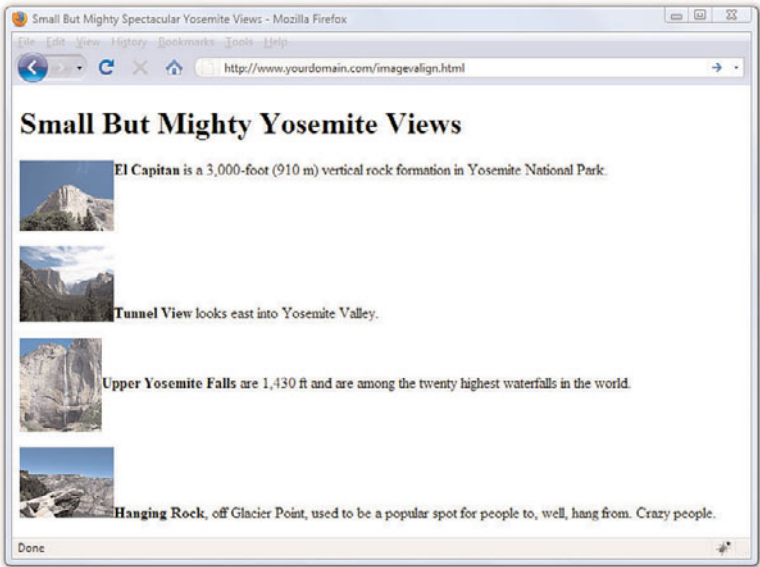 Small But Mighty Spectacular Yosemite Views - Mozilla Firefox
File Edit View History Bookmarks Tools Help
http://www.yourdomain.com/imagevalign.html
Small But Mighty Yosemite Views
El Capitan is a 3,000-foot (910 m) vertical rock formation in Yosemite National Park.
Tunnel View looks east into Yosemite Valley.
Upper Yosemite Falls are 1,430 ft and are among the twenty highest waterfalls in the world.
Hanging Rock, off Glacier Point, used to be a popular spot for people to, well, hang from. Crazy people.
Done